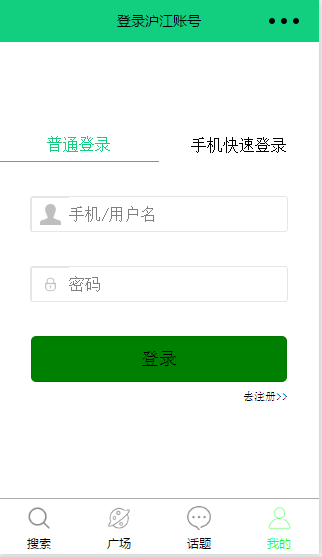 登录沪江账号
普通登录 手机快速登录
手机/用户名
密码
登录
去注册>>
搜索 广场 话题 我的